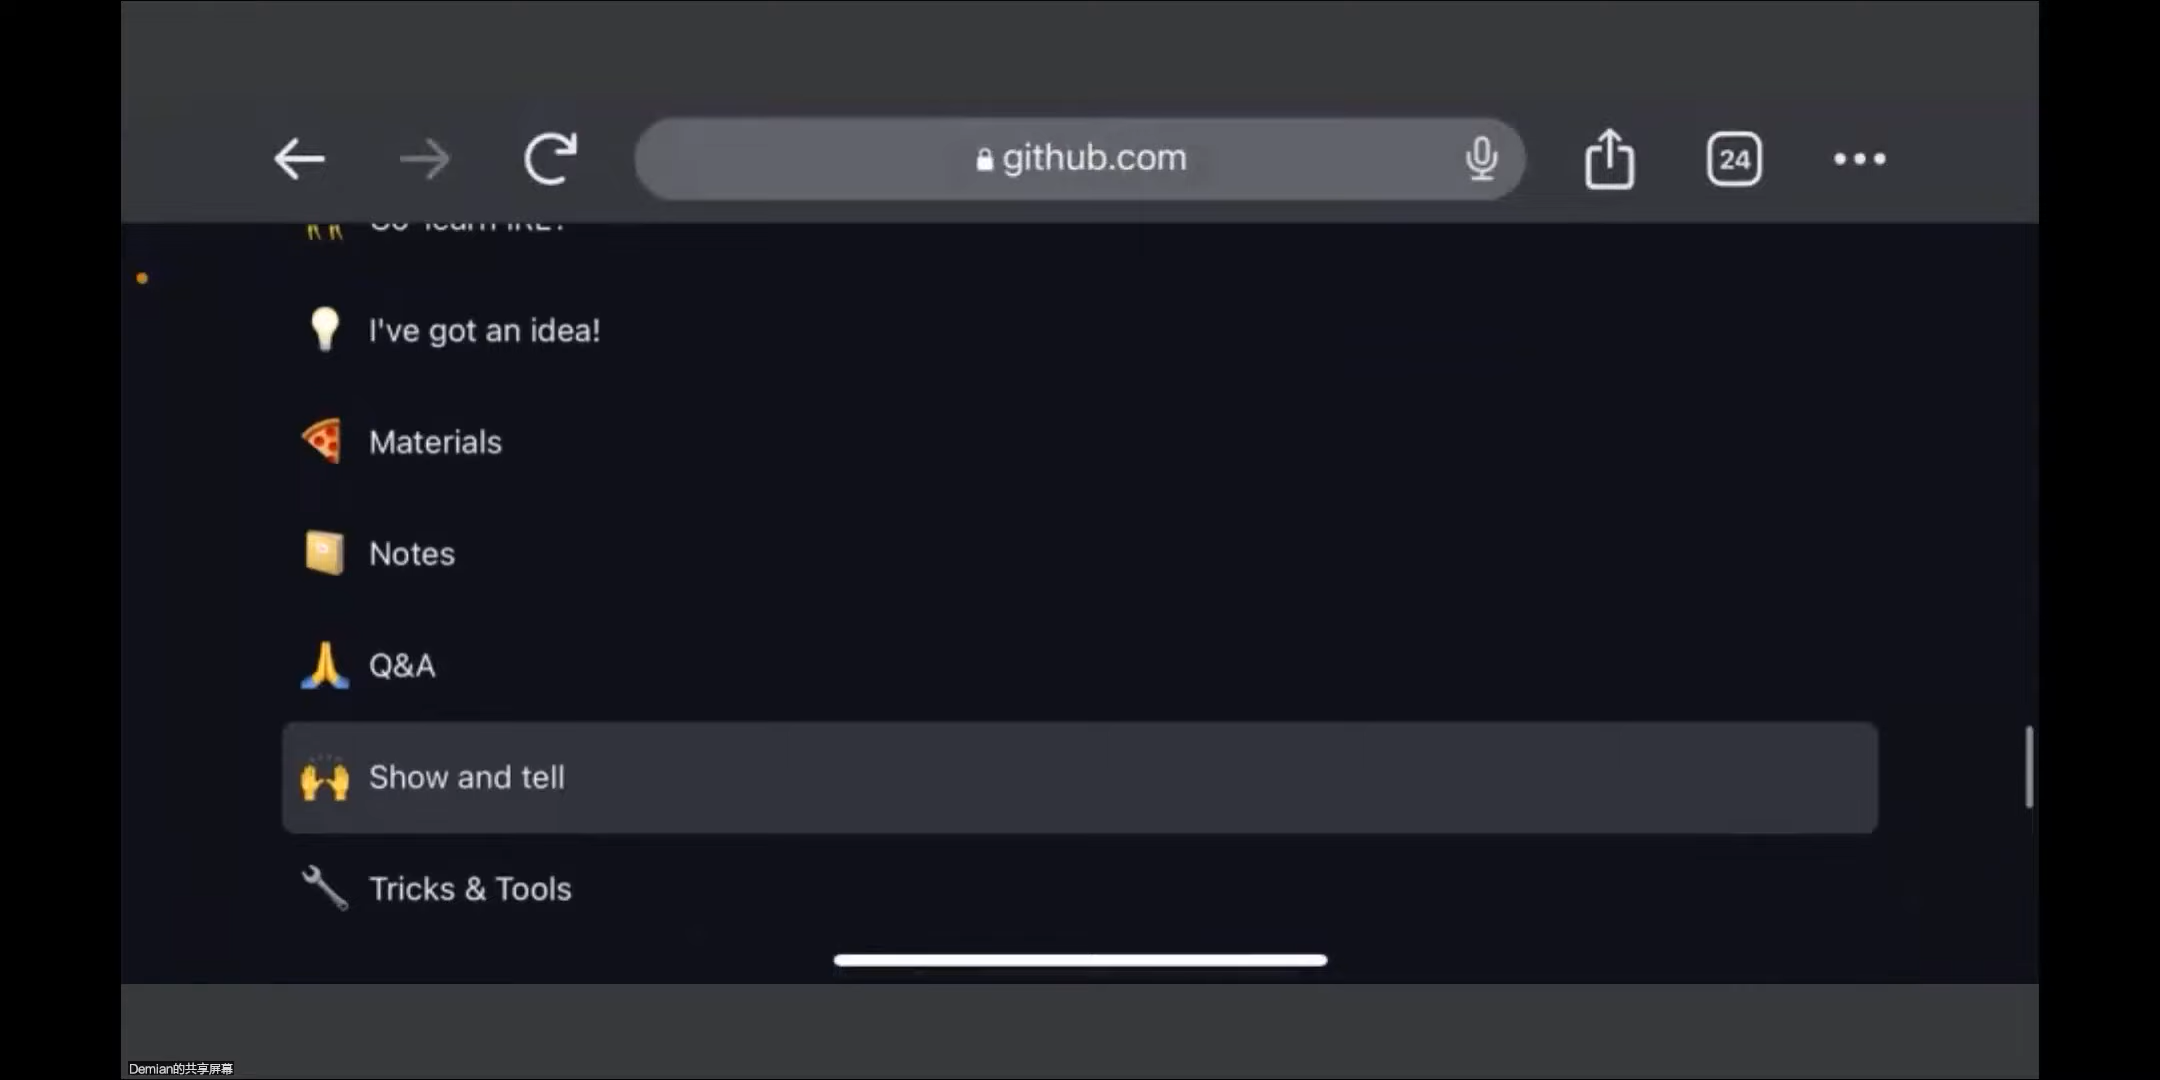 github.com
24
I've got an idea!
Materials
Notes
Q&A
Show and tell
Tricks & Tools
Demian的共享屏幕